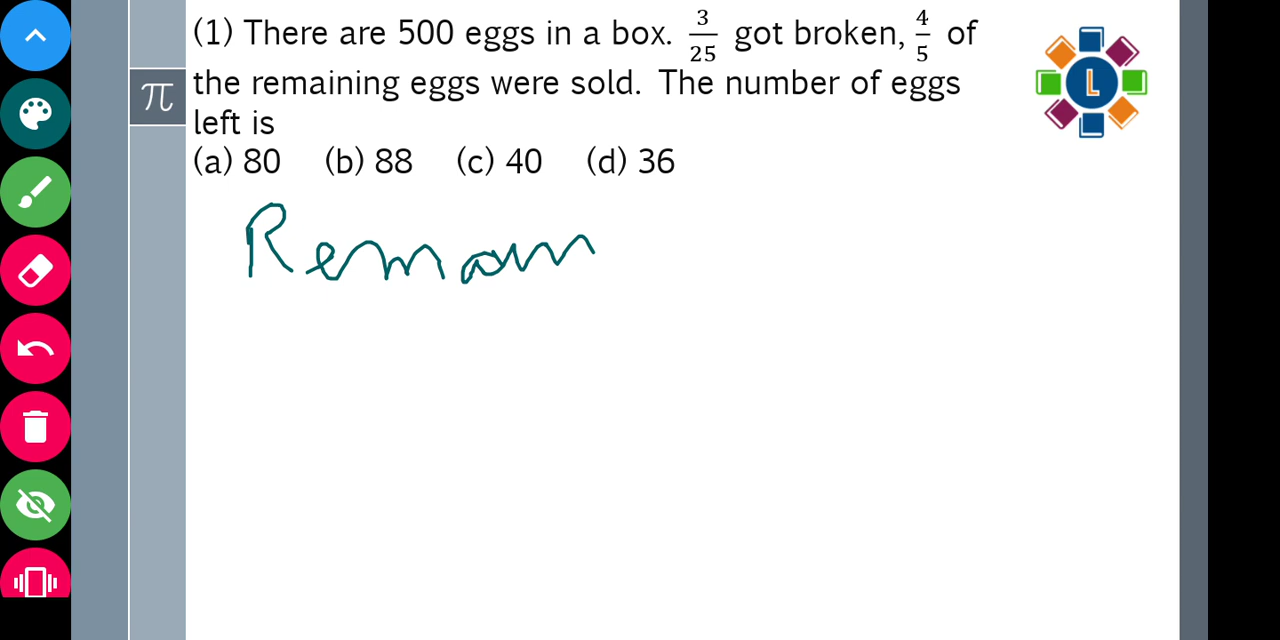 (1) There are 500 eggs in a box. 3/25 got broken, 4/5 of
the remaining eggs were sold. The number of eggs
left is
(a) 80 (b) 88 (c) 40 (d) 36
π
L